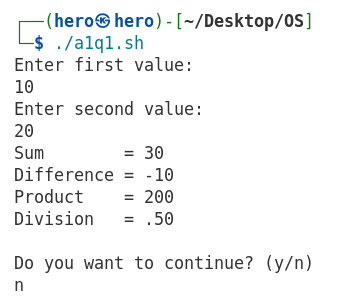 ┌──(hero㉿hero)-[~/Desktop/OS]
└─$ ./a1q1.sh
Enter first value:
10
Enter second value:
20
Sum        = 30
Difference = -10
Product    = 200
Division   = .50

Do you want to continue? (y/n)
n